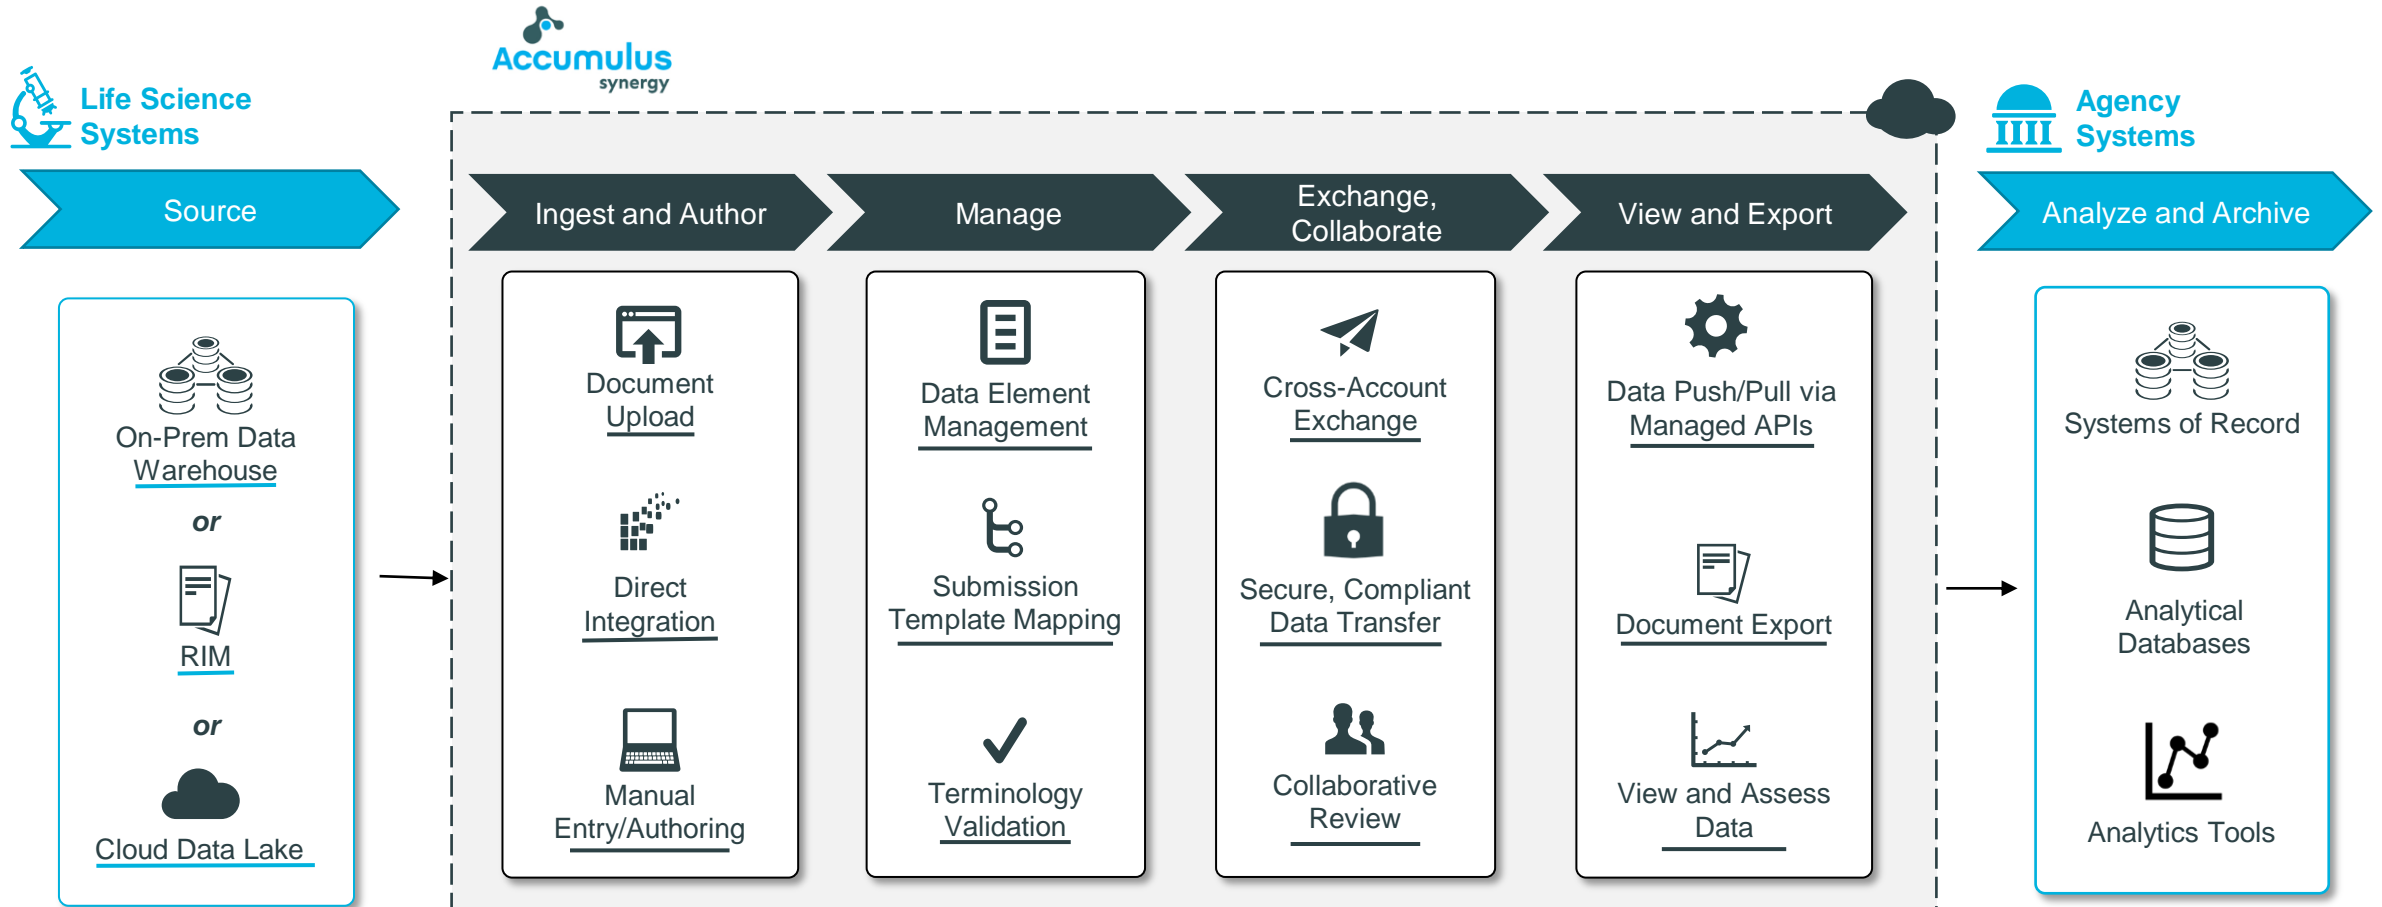 Accumulus
synergy
Life Science
Systems
Agency
Systems
Source
Ingest and Author
Manage
Exchange,
Collaborate
View and Export
Analyze and Archive
On-Prem Data
Warehouse
or
RIM
or
Cloud Data Lake
Document
Upload
Direct
Integration
Manual
Entry/Authoring
Data Element
Management
Submission
Template Mapping
Terminology
Validation
Cross-Account
Exchange
Secure, Compliant
Data Transfer
Collaborative
Review
Data Push/Pull via
Managed APIs
Document Export
View and Assess
Data
Systems of Record
Analytical
Databases
Analytics Tools